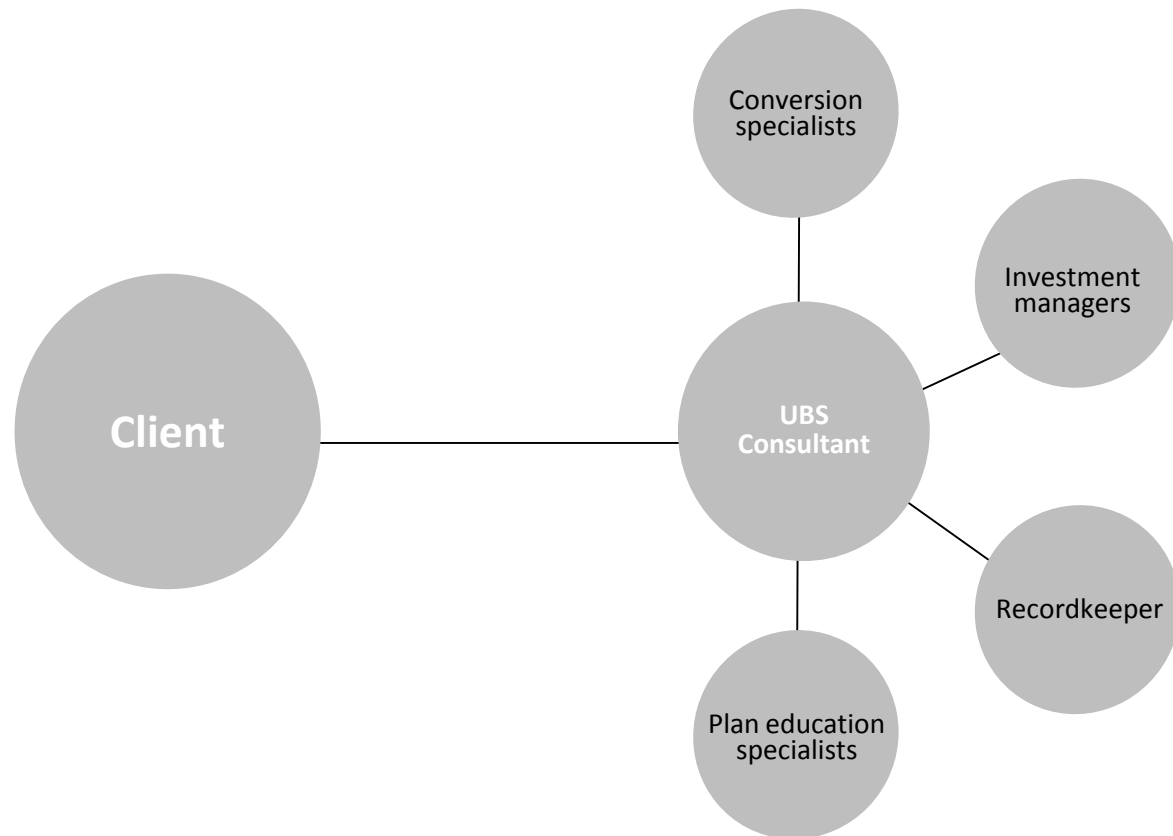 Conversion
specialists
Investment
managers
Client
UBS
Consultant
Recordkeeper
Plan education
specialists